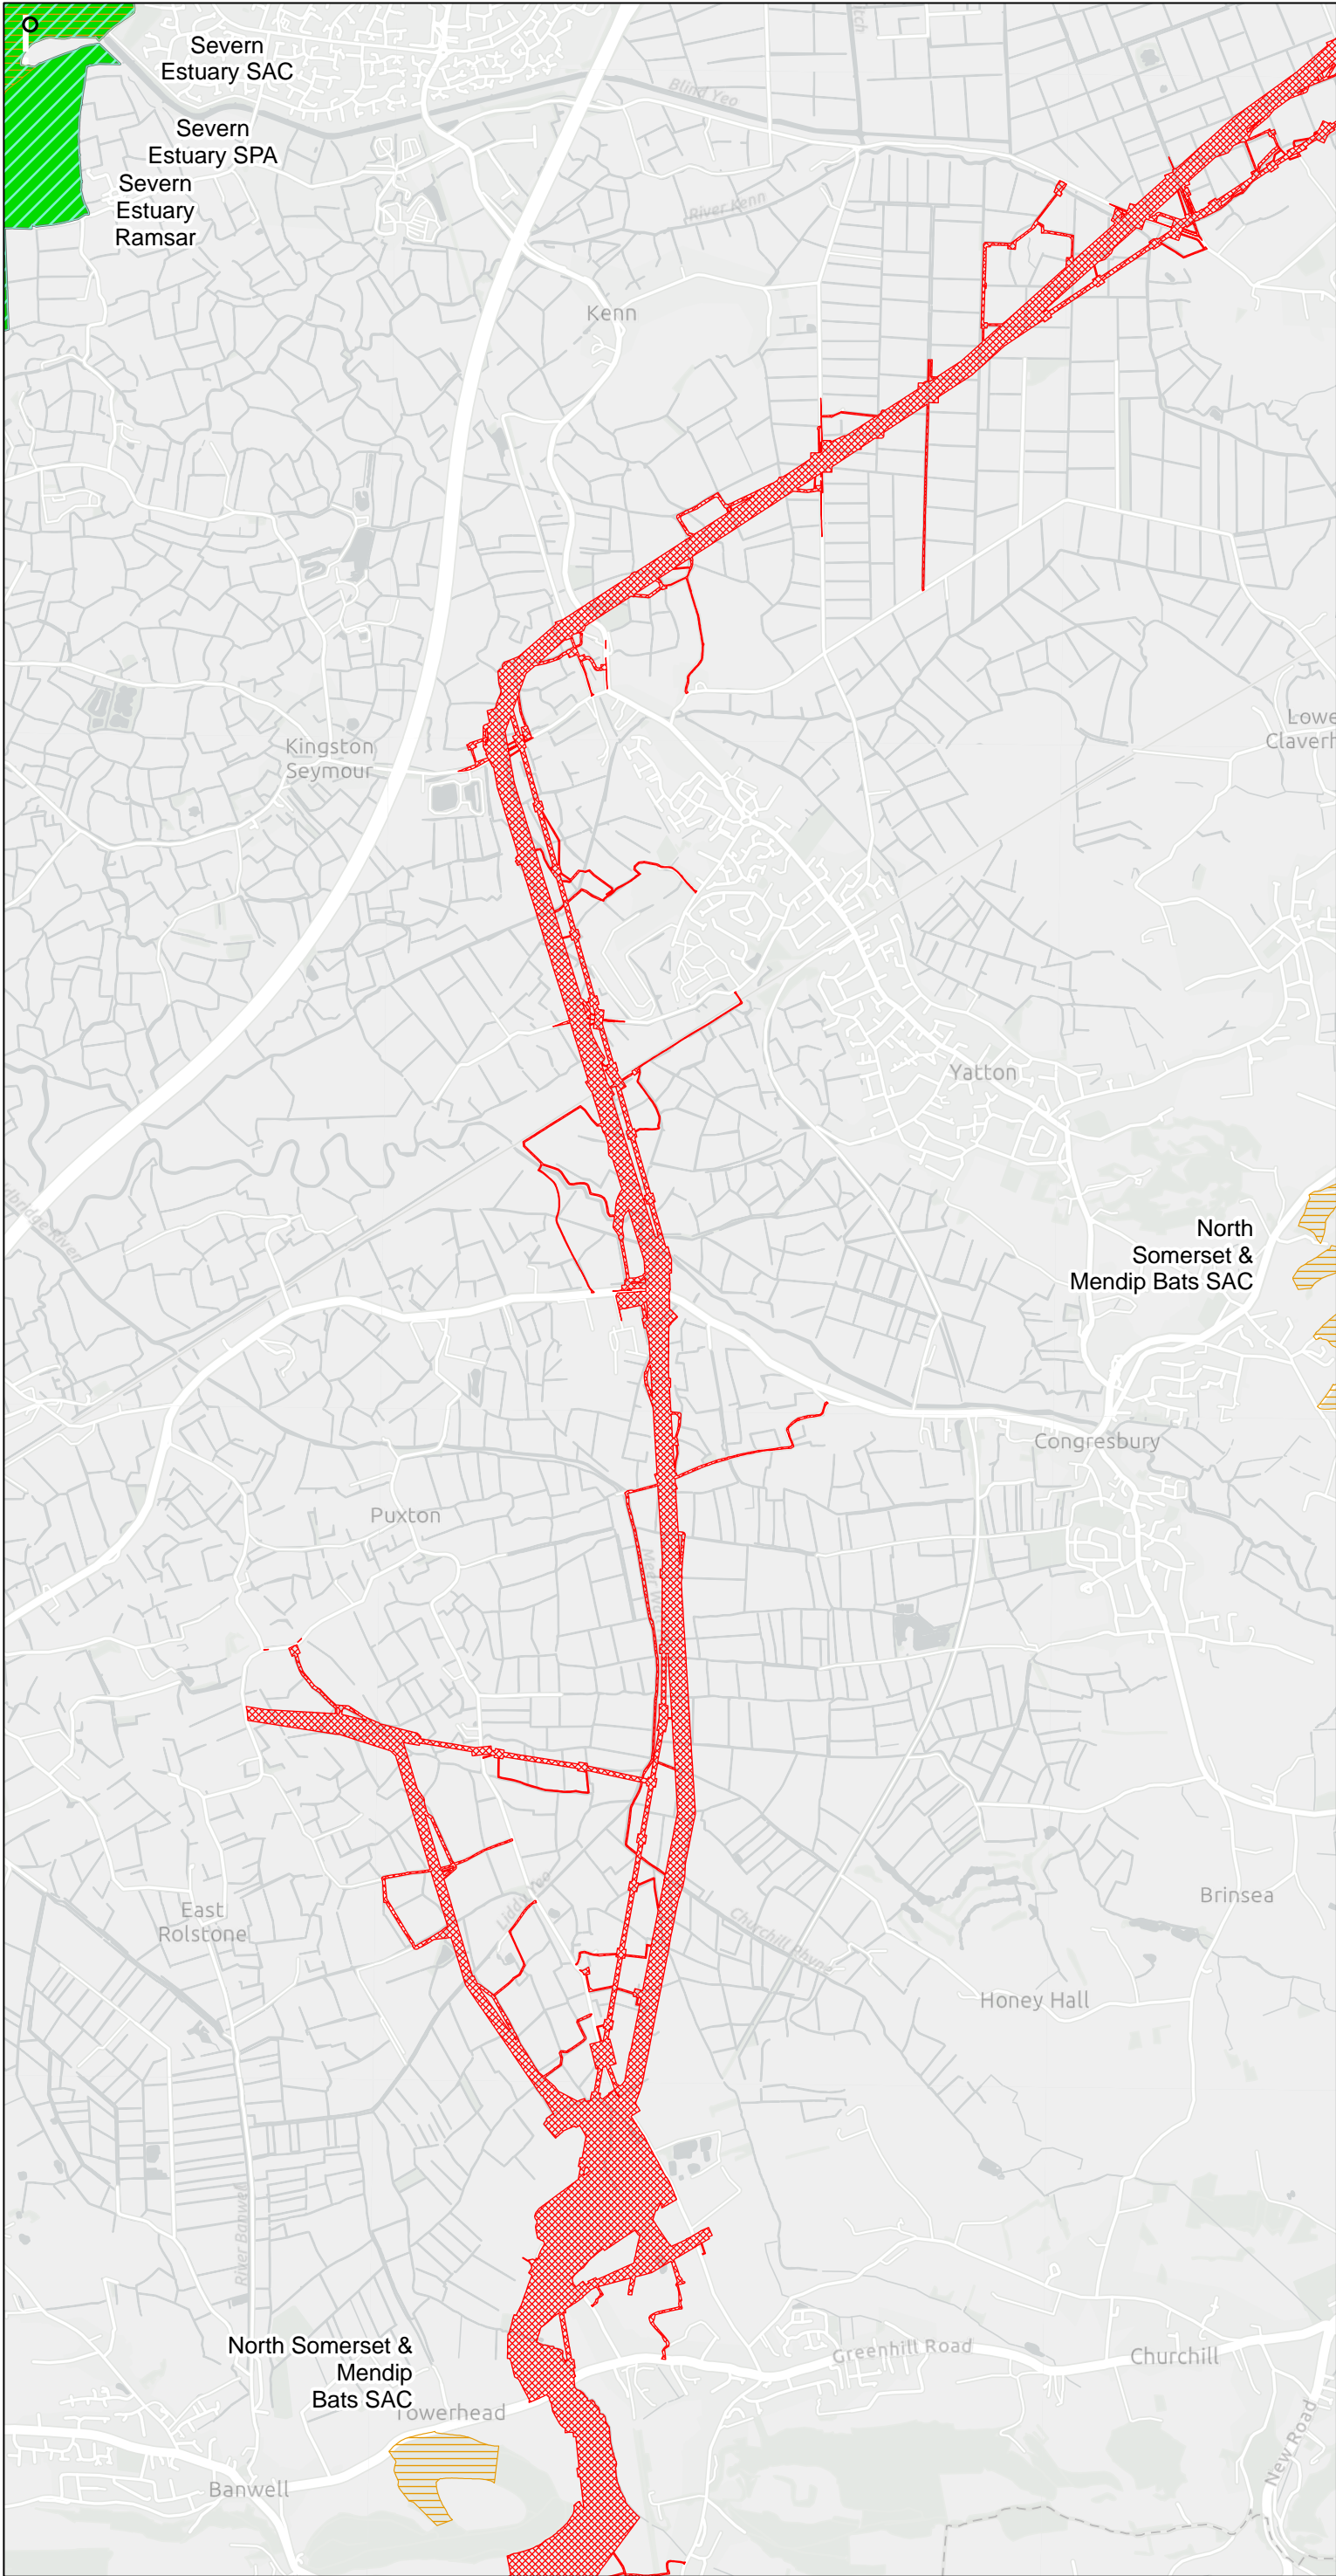 Severn
Estuary SAC
Blind Yeo
Severn
Estuary SPA
Severn
Estuary
Ramsar
River Kenn
Kenn
Kingston
Seymour
Lowe
Claverh
Yatton
North
Somerset &
Mendip Bats SAC
Congresbury
Puxton
Brinsea
East
Rolstone
Churchill Rhyne
Honey Hall
River Banwell
North Somerset &
Mendip
Bats SAC
Greenhill Road
Churchill
Towerhead
New Road
Banwell